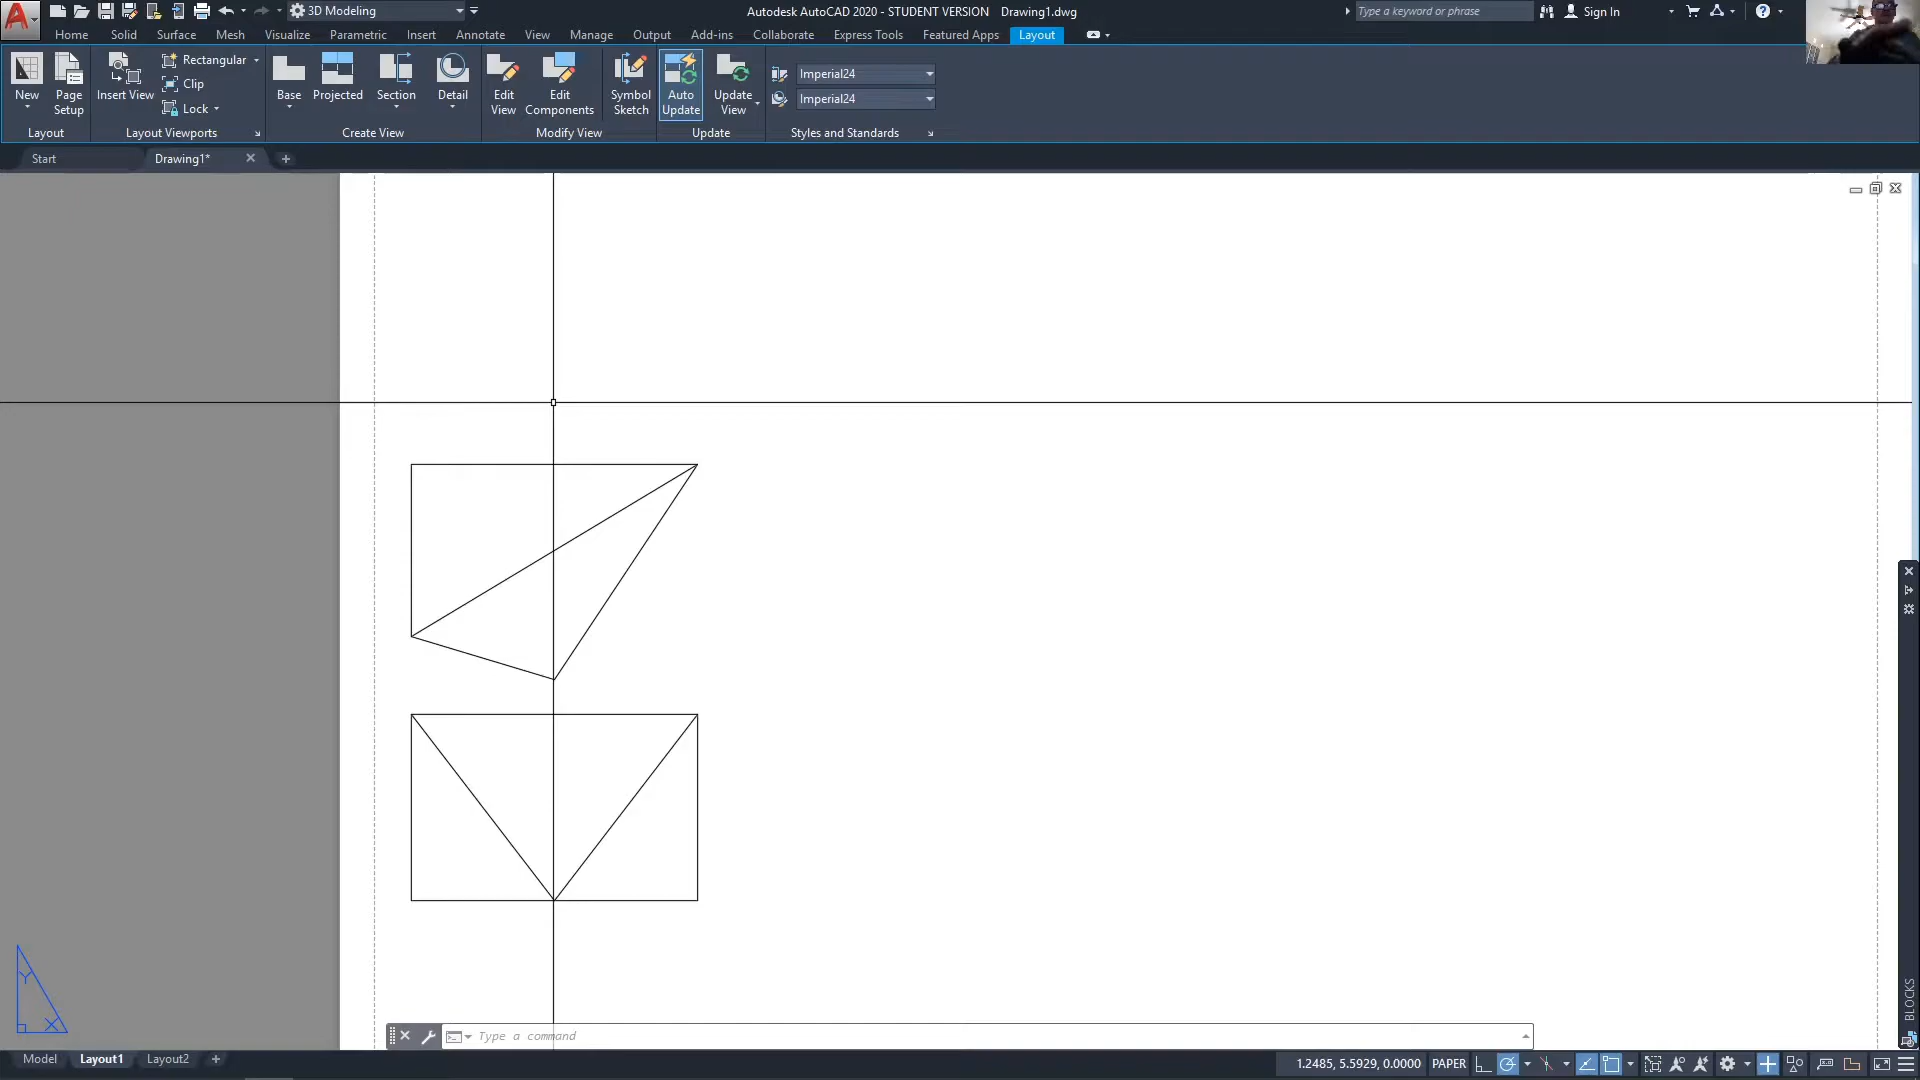 3D Modeling
Autodesk AutoCAD 2020 - STUDENT VERSION Drawing1.dwg
Type a keyword or phrase
Sign In
Home Solid Surface Mesh Visualize Parametric Insert Annotate View Manage Output Add-ins Collaborate Express Tools Featured Apps Layout
New
Page Setup
Insert View
Rectangular
Clip
Lock
Base
Projected
Section
Detail
Edit View
Edit Components
Symbol Sketch
Auto Update
Update View
Imperial24
Imperial24
Layout
Layout Viewports
Create View
Modify View
Update
Styles and Standards
Start
Drawing1*
BLOCKS
Y
X
Type a command
Model
Layout1
Layout2
1.2485, 5.5929, 0.0000
PAPER